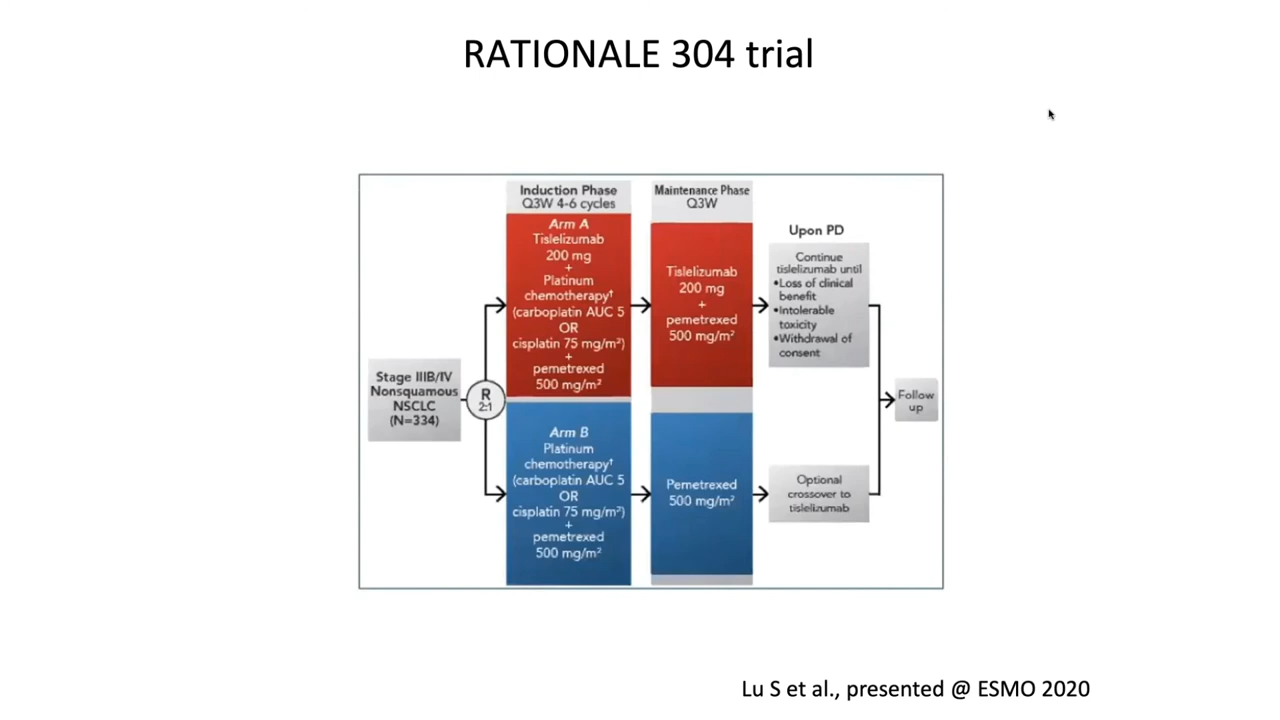 RATIONALE 304 trial
Induction Phase
Q3W 4-6 cycles
Maintenance Phase
Q3W
Arm A
Tislelizumab
200 mg
+
Platinum
chemotherapy†
(carboplatin AUC 5
OR
cisplatin 75 mg/m²)
+
pemetrexed
500 mg/m²
Tislelizumab
200 mg
+
pemetrexed
500 mg/m²
Upon PD
Continue
tislelizumab until
•Loss of clinical
benefit
•Intolerable
toxicity
•Withdrawal of
consent
Stage IIIB/IV
Nonsquamous
NSCLC
(N=334)
R
2:1
Follow
up
Arm B
Platinum
chemotherapy†
(carboplatin AUC 5
OR
cisplatin 75 mg/m²)
+
pemetrexed
500 mg/m²
Pemetrexed
500 mg/m²
Optional
crossover to
tislelizumab
Lu S et al., presented @ ESMO 2020